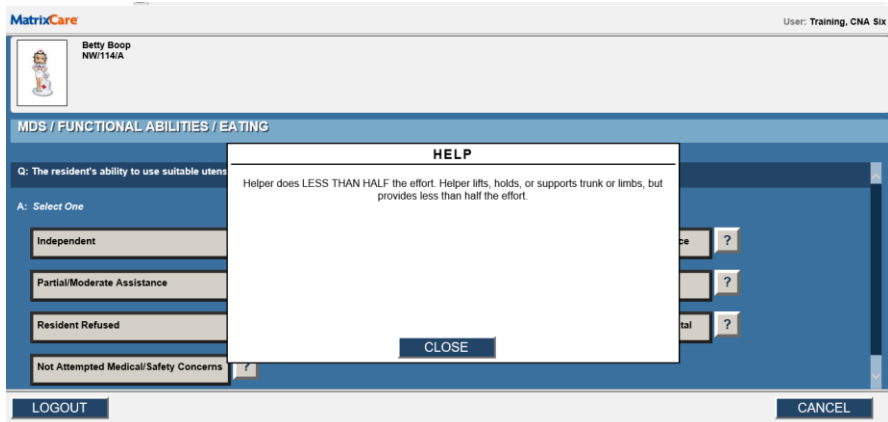 MatrixCare
User: Training, CNA Six
Betty Boop
NW/114/A
MDS / FUNCTIONAL ABILITIES / EATING
HELP
Q: The resident's ability to use suitable utens
Helper does LESS THAN HALF the effort. Helper lifts, holds, or supports trunk or limbs, but
provides less than half the effort.
A: Select One
Independent
ce ?
Partial/Moderate Assistance
?
Resident Refused
tal ?
CLOSE
Not Attempted Medical/Safety Concerns ?
LOGOUT
CANCEL